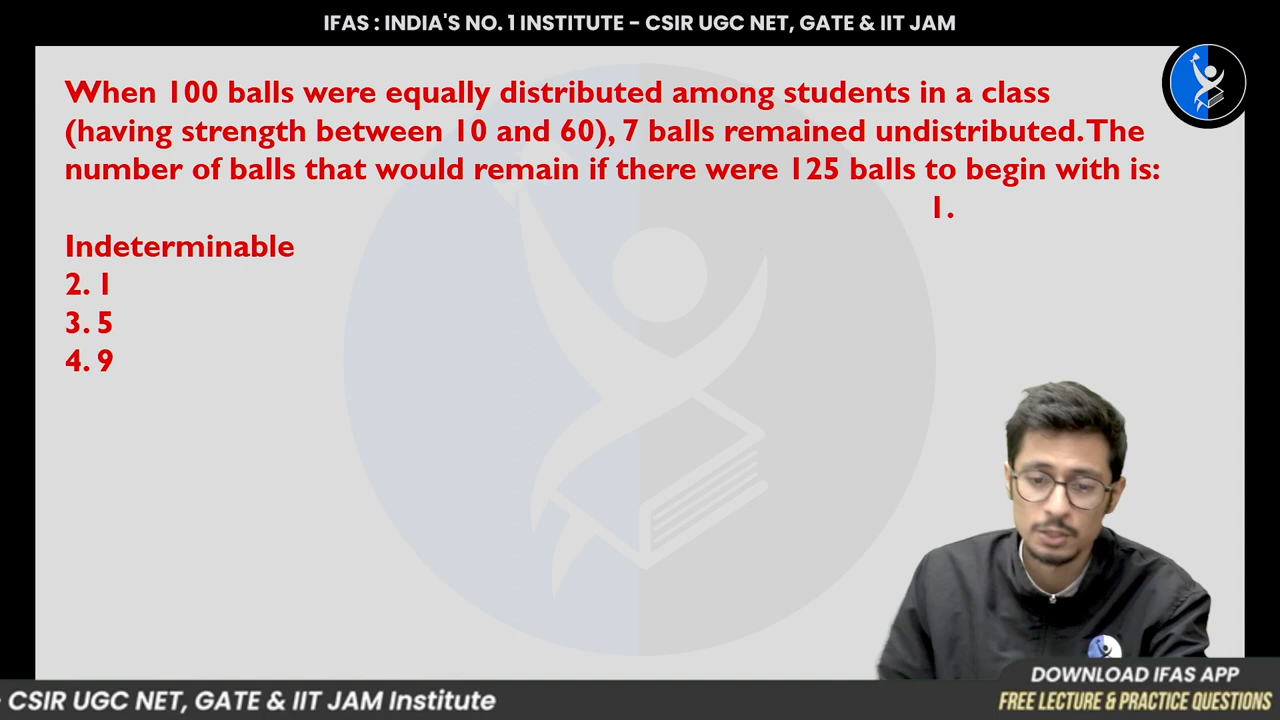 IFAS : INDIA'S NO. 1 INSTITUTE – CSIR UGC NET, GATE & IIT JAM
When 100 balls were equally distributed among students in a class
(having strength between 10 and 60), 7 balls remained undistributed. The
number of balls that would remain if there were 125 balls to begin with is:
1.
Indeterminable
2. 1
3. 5
4. 9
DOWNLOAD IFAS APP
CSIR UGC NET, GATE & IIT JAM Institute
FREE LECTURE & PRACTICE QUESTIONS